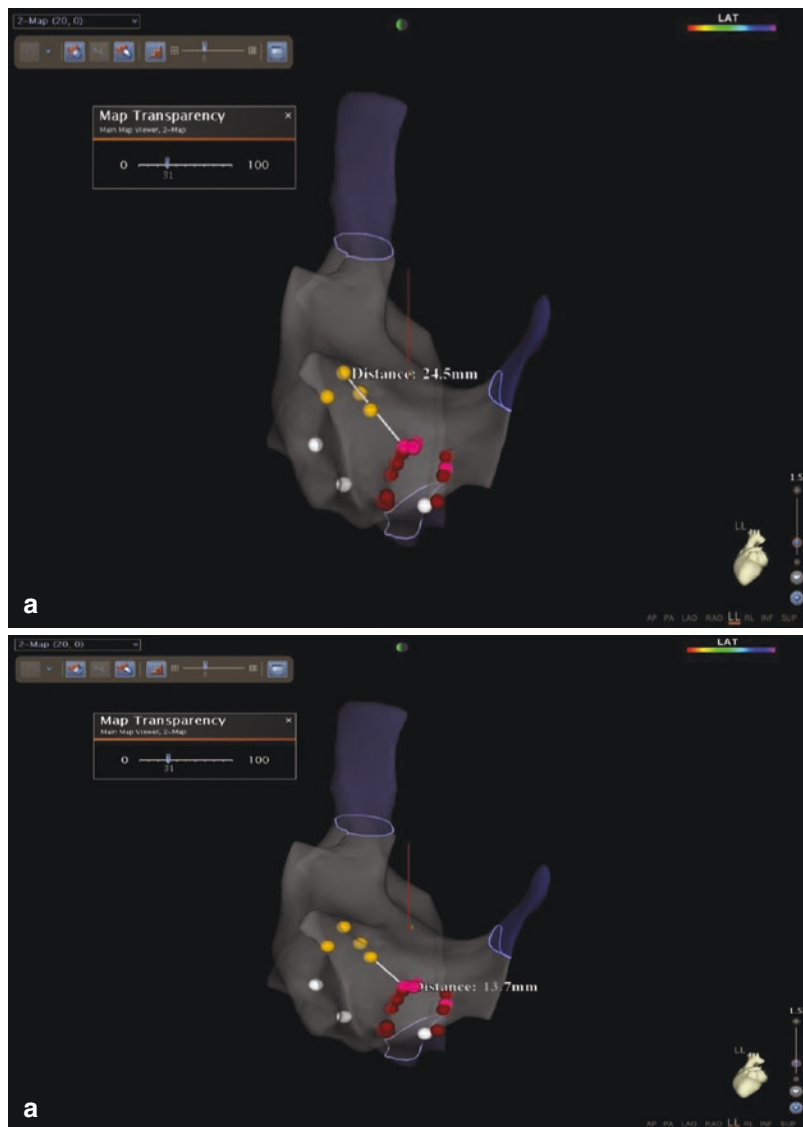 2-Map (20, 0)
LAT
Map Transparency
Main Map Viewer, 2-Map
0
100
31
Distance: 24.5mm
1.5
LL
AP PA LAO RAO LL RL INF SUP
a
2-Map (20, 0)
LAT
Map Transparency
Main Map Viewer, 2-Map
0
100
31
Distance: 13.7mm
1.5
LL
AP PA LAO RAO LL RL INF SUP
a